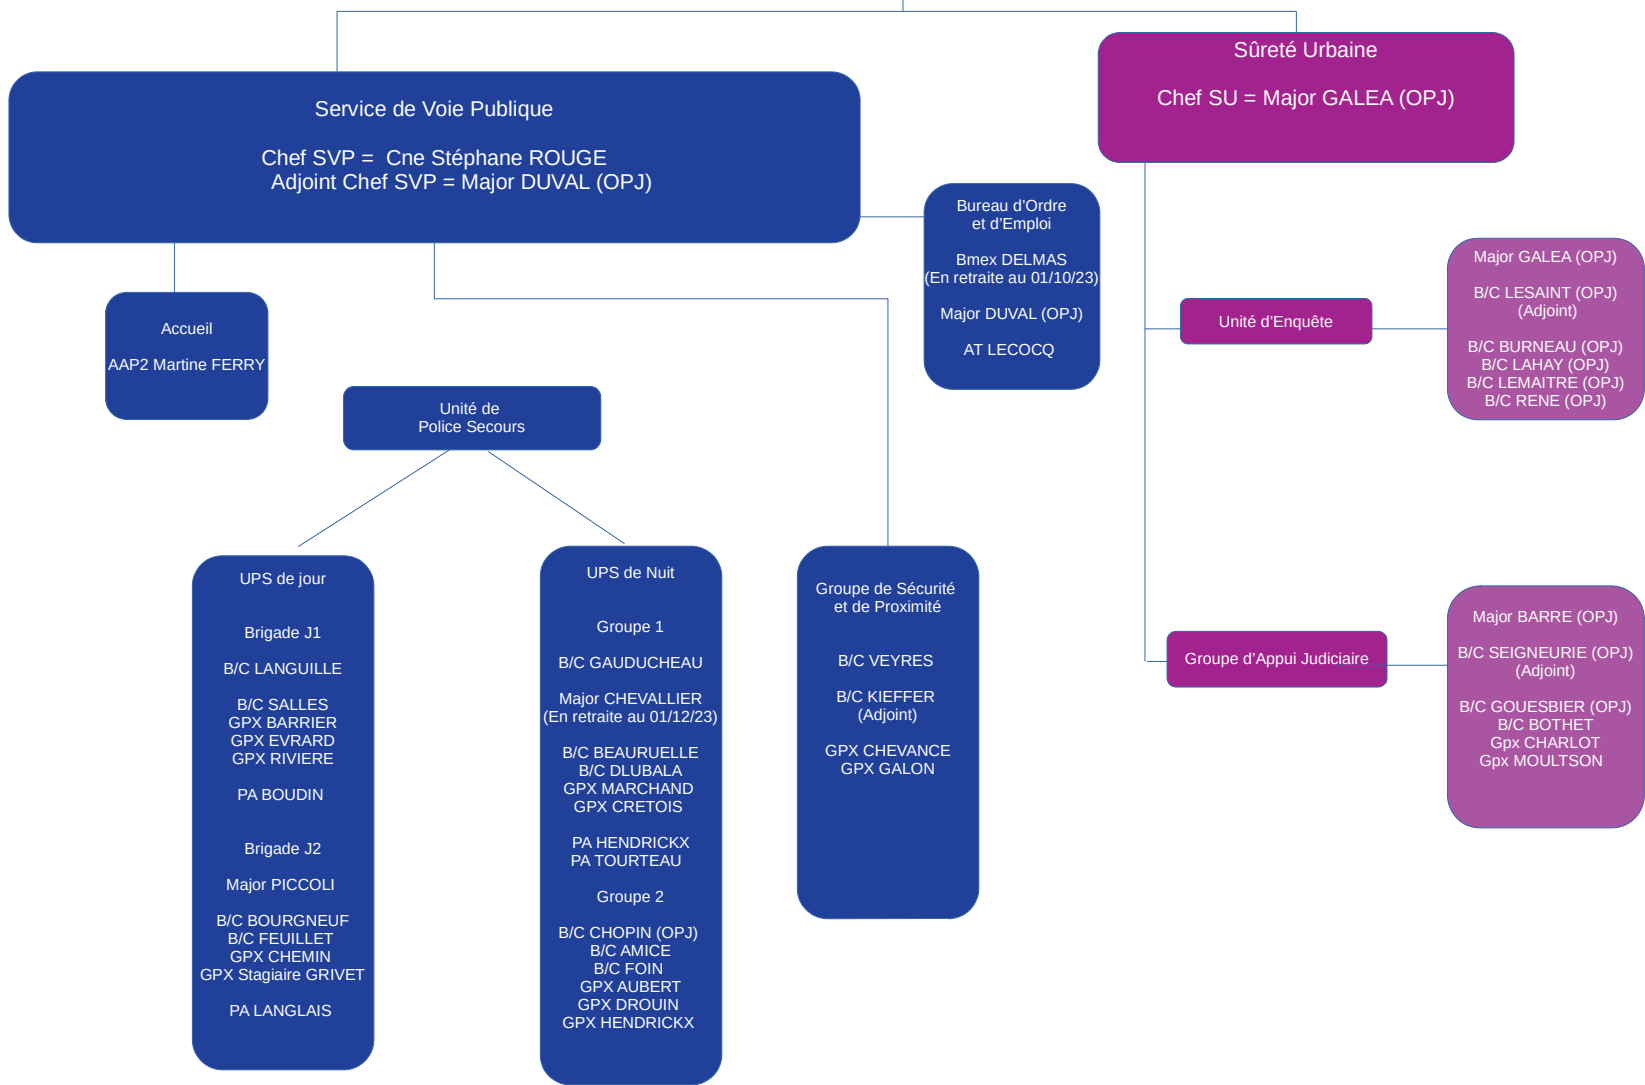 Sûreté Urbaine
Chef SU = Major GALEA (OPJ)
Service de Voie Publique
Chef SVP = Cne Stéphane ROUGE
Adjoint Chef SVP = Major DUVAL (OPJ)
Bureau d’Ordre
et d’Emploi
Bmex DELMAS
(En retraite au 01/10/23)
Major DUVAL (OPJ)
AT LECOCQ
Accueil
AAP2 Martine FERRY
Unité de
Police Secours
UPS de jour
Brigade J1
B/C LANGUILLE
B/C SALLES
GPX BARRIER
GPX EVRARD
GPX RIVIERE
PA BOUDIN
Brigade J2
Major PICCOLI
B/C BOURGNEUF
B/C FEUILLET
GPX CHEMIN
GPX Stagiaire GRIVET
PA LANGLAIS
UPS de Nuit
Groupe 1
B/C GAUDUCHEAU
Major CHEVALLIER
(En retraite au 01/12/23)
B/C BEAURUELLE
B/C DLUBALA
GPX MARCHAND
GPX CRETOIS
PA HENDRICKX
PA TOURTEAU
Groupe 2
B/C CHOPIN (OPJ)
B/C AMICE
B/C FOIN
GPX AUBERT
GPX DROUIN
GPX HENDRICKX
Groupe de Sécurité
et de Proximité
B/C VEYRES
B/C KIEFFER
(Adjoint)
GPX CHEVANCE
GPX GALON
Unité d’Enquête
Major GALEA (OPJ)
B/C LESAINT (OPJ)
(Adjoint)
B/C BURNEAU (OPJ)
B/C LAHAY (OPJ)
B/C LEMAITRE (OPJ)
B/C RENE (OPJ)
Groupe d’Appui Judiciaire
Major BARRE (OPJ)
B/C SEIGNEURIE (OPJ)
(Adjoint)
B/C GOUESBIER (OPJ)
B/C BOTHET
Gpx CHARLOT
Gpx MOULTSON